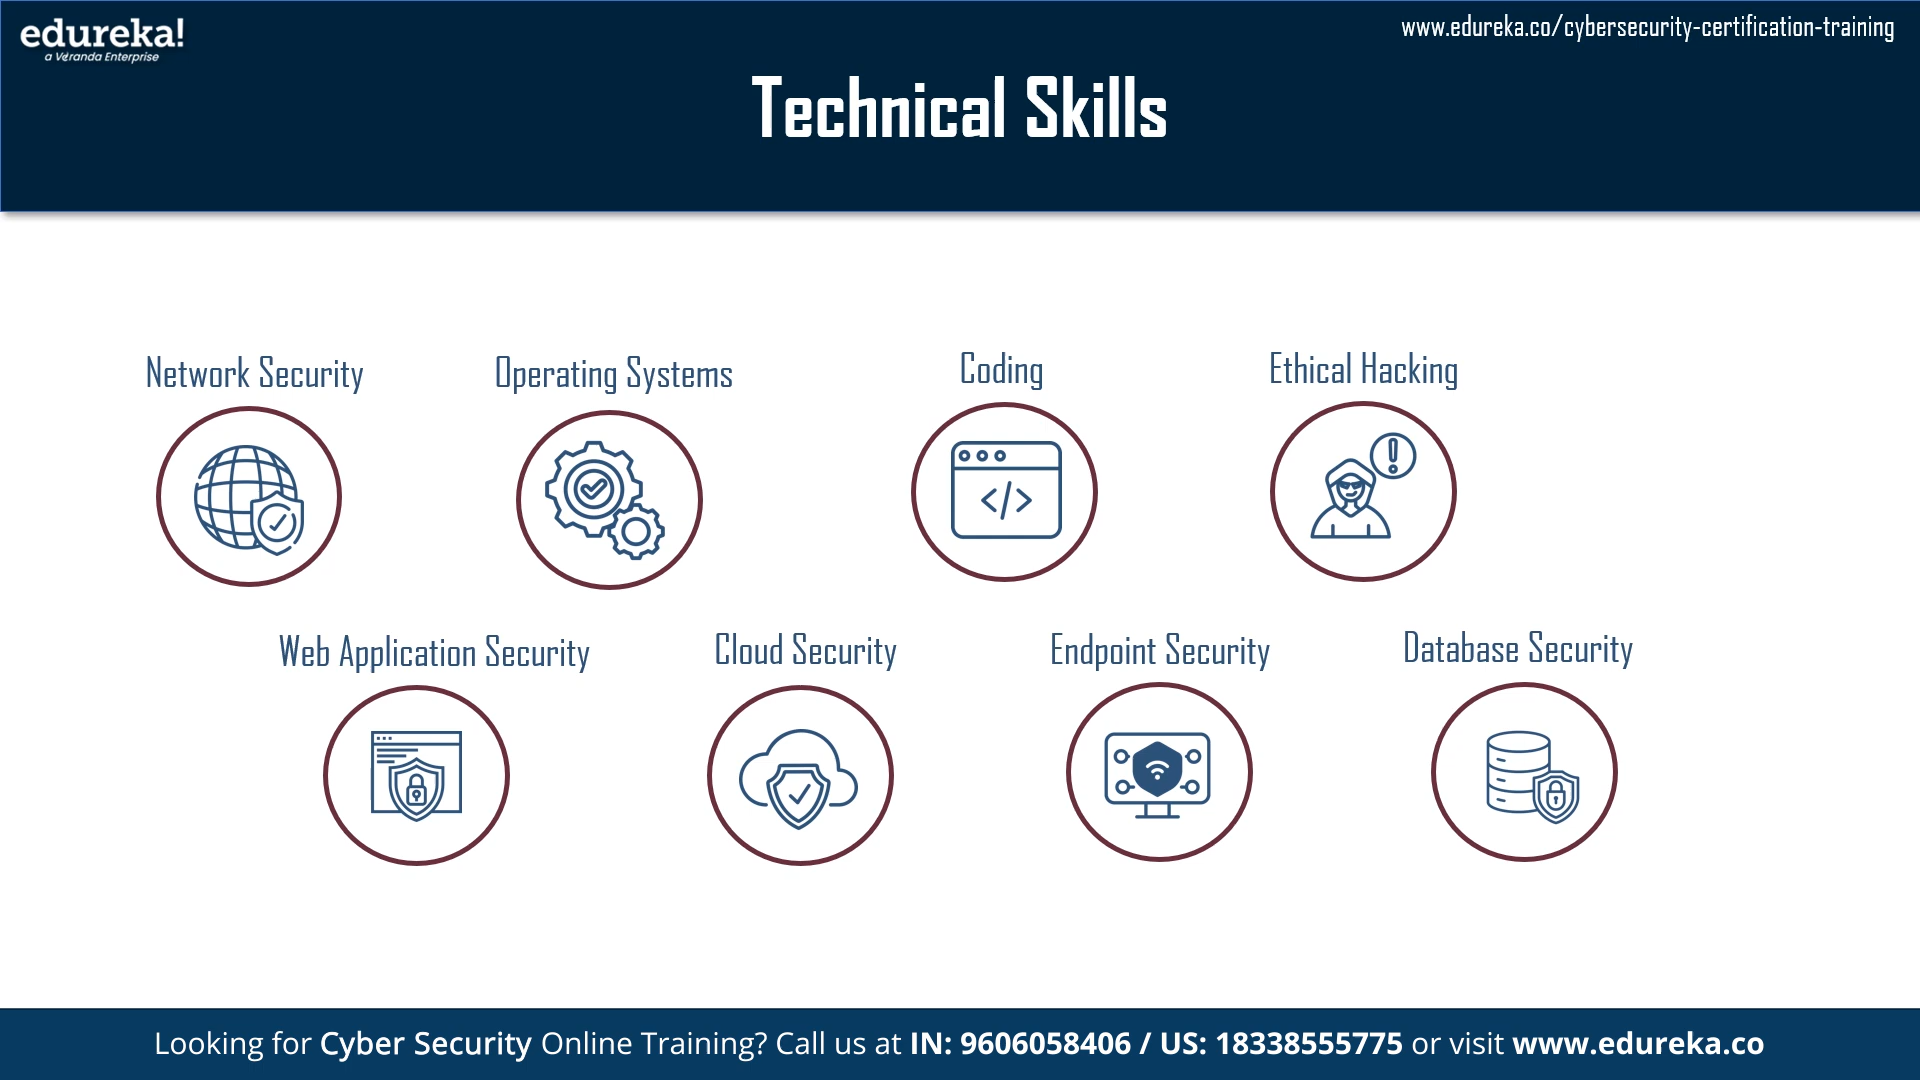 edureka!
a Veranda Enterprise
www.edureka.co/cybersecurity-certification-training
Technical Skills
Network Security
Operating Systems
Coding
Ethical Hacking
Web Application Security
Cloud Security
Endpoint Security
Database Security
Looking for Cyber Security Online Training? Call us at IN: 9606058406 / US: 18338555775 or visit www.edureka.co